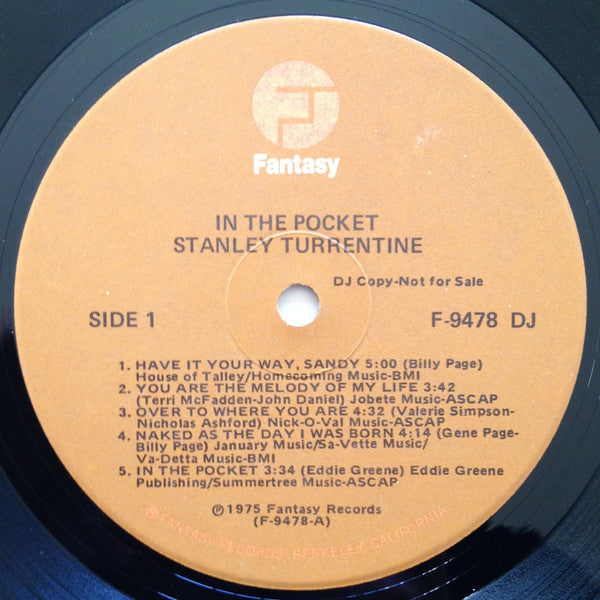 Fantasy
IN THE POCKET
STANLEY TURRENTINE
DJ Copy-Not for Sale
SIDE 1
F-9478 DJ
1. HAVE IT YOUR WAY, SANDY 5:00 (Billy Page)
House of Talley/Homecoming Music-BMI
2. YOU ARE THE MELODY OF MY LIFE 3:42
(Terri McFadden-John Daniel) Jobete Music-ASCAP
3. OVER TO WHERE YOU ARE 4:32 (Valerie Simpson-
Nicholas Ashford) Nick-O-Val Music-ASCAP
4. NAKED AS THE DAY I WAS BORN 4:14 (Gene Page-
Billy Page) January Music/Sa-Vette Music/
Va-Detta Music-BMI
5. IN THE POCKET 3:34 (Eddie Greene) Eddie Greene
Publishing/Summertree Music-ASCAP
℗1975 Fantasy Records
(F-9478-A)
©FANTASY RECORDS, BERKELEY, CALIFORNIA